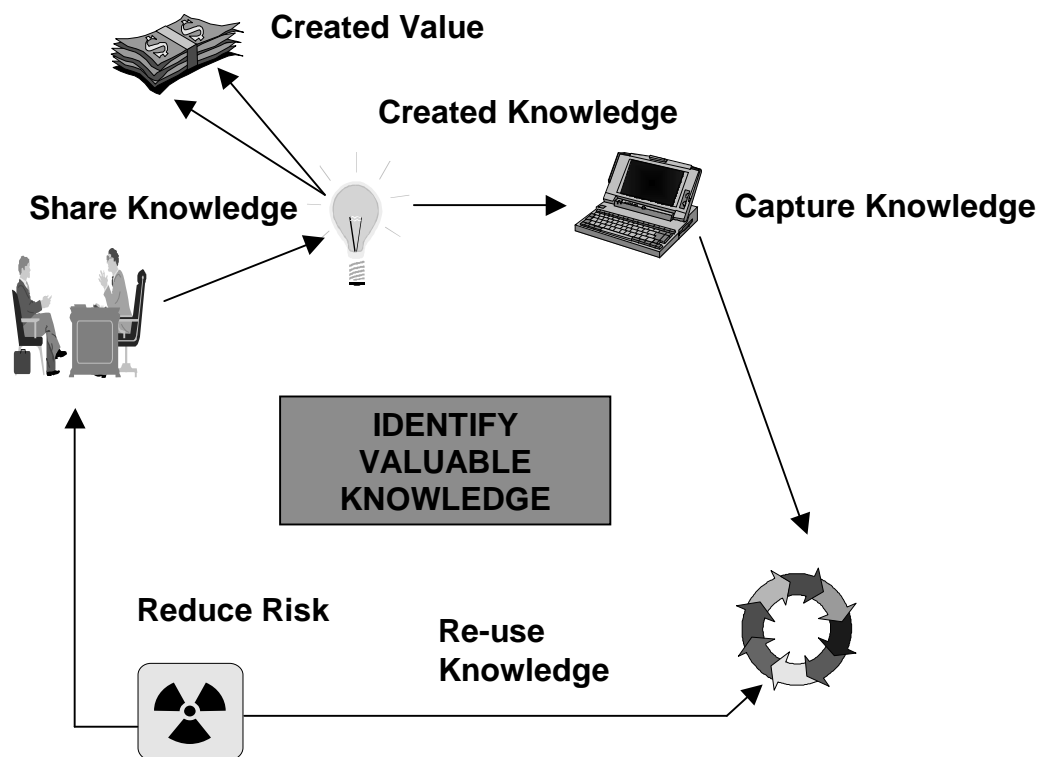 Created Value
Created Knowledge
Share Knowledge
Capture Knowledge
IDENTIFY
VALUABLE
KNOWLEDGE
Reduce Risk
Re-use
Knowledge